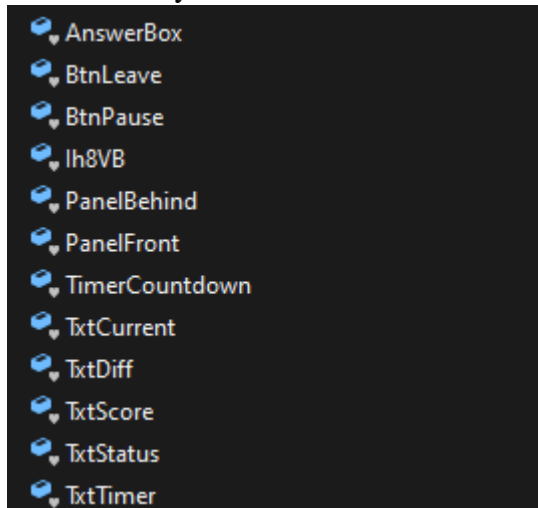 AnswerBox
BtnLeave
BtnPause
Ih8VB
PanelBehind
PanelFront
TimerCountdown
TxtCurrent
TxtDiff
TxtScore
TxtStatus
TxtTimer